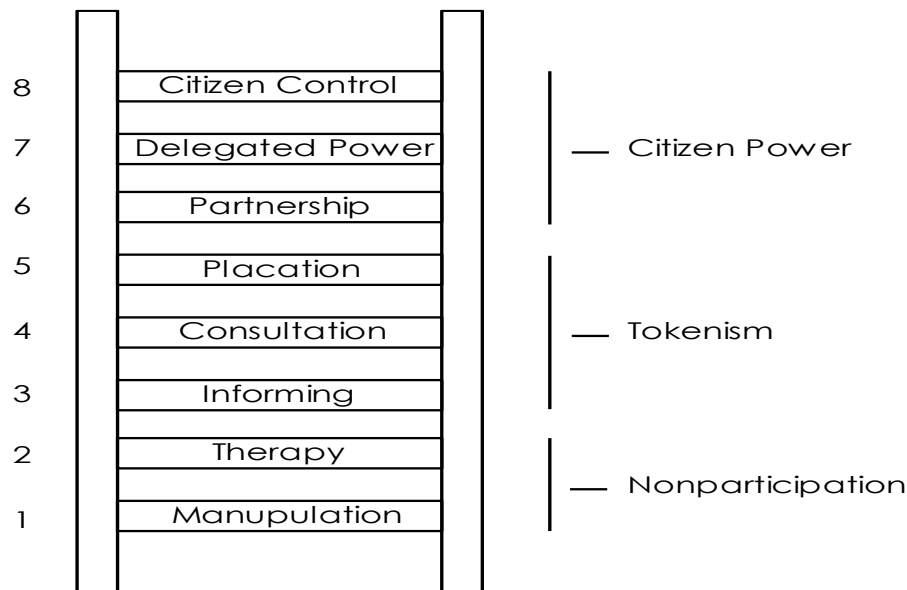 8 Citizen Control
7 Delegated Power — Citizen Power
6 Partnership
5 Placation
4 Consultation — Tokenism
3 Informing
2 Therapy
Nonparticipation
1 Manupulation